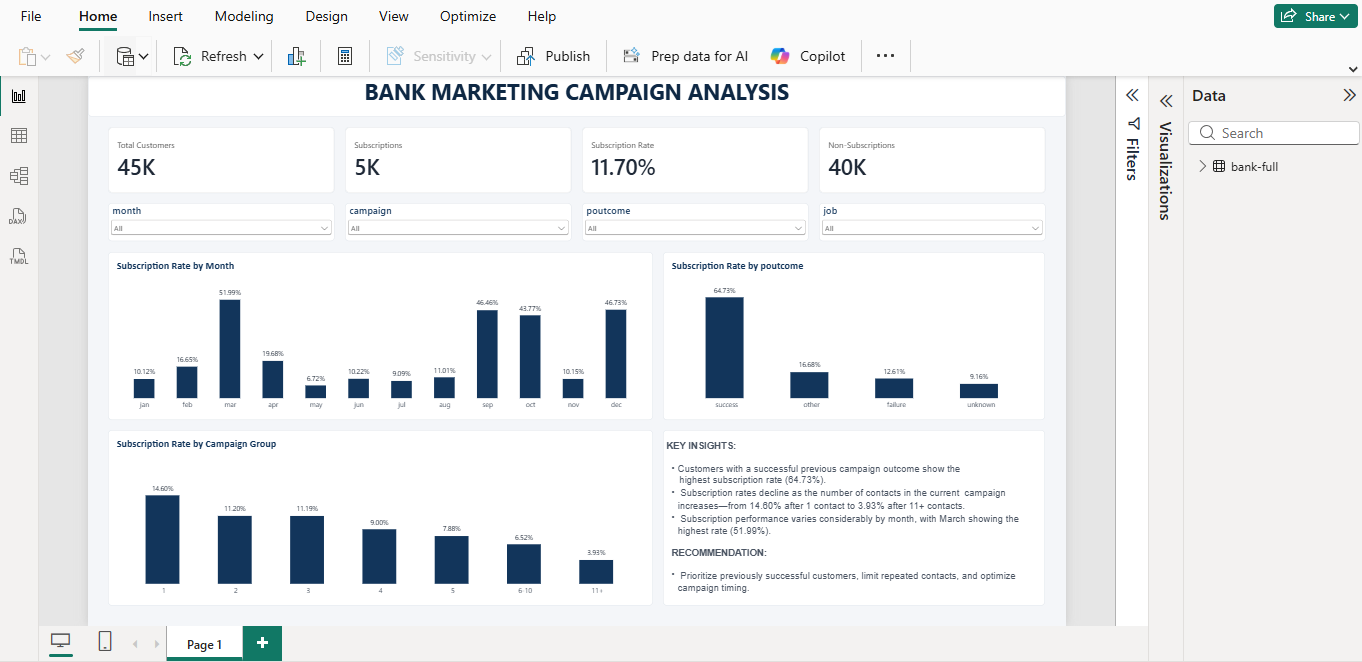 File Home Insert Modeling Design View Optimize Help Share
Refresh Sensitivity Publish Prep data for AI Copilot ...
BANK MARKETING CAMPAIGN ANALYSIS
Total Customers
45K
Subscriptions
5K
Subscription Rate
11.70%
Non-Subscriptions
40K
month
All
campaign
All
poutcome
All
job
All
Subscription Rate by Month
51.99%
46.46% 43.77% 46.73%
10.12% 16.65% 19.68% 6.72% 10.22% 9.09% 11.01% 10.15%
jan feb mar apr may jun jul aug sep oct nov dec
Subscription Rate by poutcome
64.73%
16.68% 12.61% 9.16%
success other failure unknown
Subscription Rate by Campaign Group
14.60%
11.20% 11.19%
9.00% 7.88% 6.52% 3.93%
1 2 3 4 5 6-10 11+
KEY INSIGHTS:
• Customers with a successful previous campaign outcome show the
highest subscription rate (64.73%).
• Subscription rates decline as the number of contacts in the current campaign
increases—from 14.60% after 1 contact to 3.93% after 11+ contacts.
• Subscription performance varies considerably by month, with March showing the
highest rate (51.99%).
RECOMMENDATION:
• Prioritize previously successful customers, limit repeated contacts, and optimize
campaign timing.
Filters
Visualizations
Data
Search
bank-full
DAX
TMDL
Page 1
+